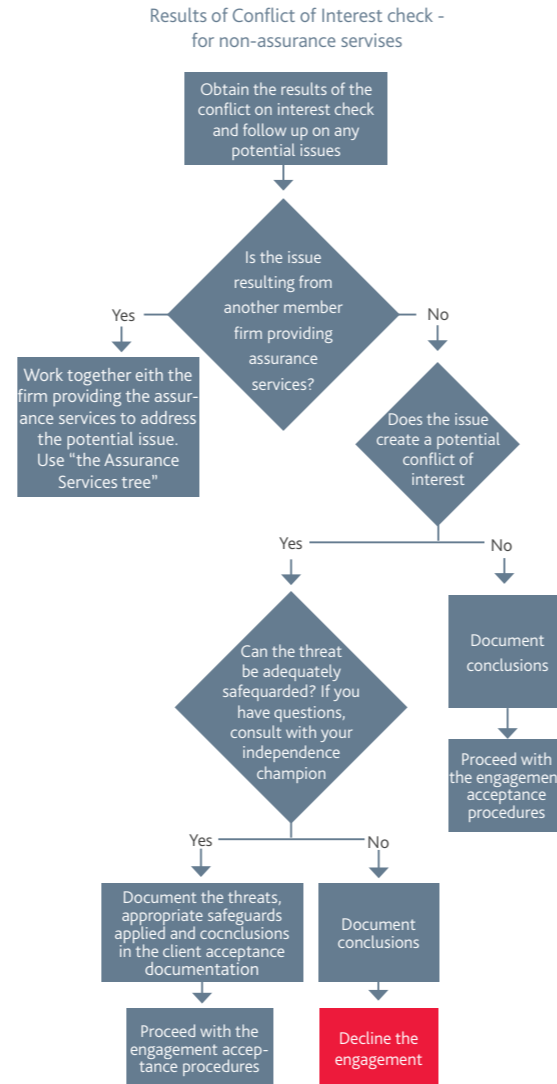 Results of Conflict of Interest check -
for non-assurance servises
Obtain the results of the
conflict on interest check
and follow up on any
potential issues
Is the issue
resulting from
another member
firm providing
assurance
services?
Yes
No
Work together eith the
firm providing the assur-
ance services to address
the potential issue.
Use “the Assurance
Services tree”
Does the issue
create a potential
conflict of
interest
Yes
No
Can the threat
be adequately
safequarded? If you
have questions,
consult with your
independence
champion
Document
conclusions
Proceed with
the engagemen
acceptance
procedures
Yes
No
Document the threats,
appropriate safeguards
applied and cocnclusions
in the client acceptance
documentation
Document
conclusions
Proceed with the
engagement accep-
tance procedures
Decline the
engagement